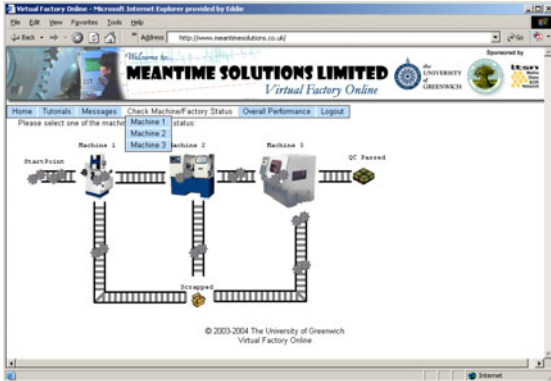 Virtual Factory Online - Microsoft Internet Explorer provided by Eddie
File Edit View Favorites Tools Help
Back Address http://www.meantimesolutions.co.uk/ Go
Welcome to... Sponsored by
MEANTIME SOLUTIONS LIMITED
Virtual Factory Online
the UNIVERSITY of GREENWICH
ltsn
Home Tutorials Messages Check Machine/Factory Status Overall Performance Logout
Please select one of the machin status:
Machine 1
Machine 2
Machine 3
Machine 1 Machine 2 Machine 3
StartPoint QC Passed
Scrapped
© 2003-2004 The University of Greenwich
Virtual Factory Online
Internet